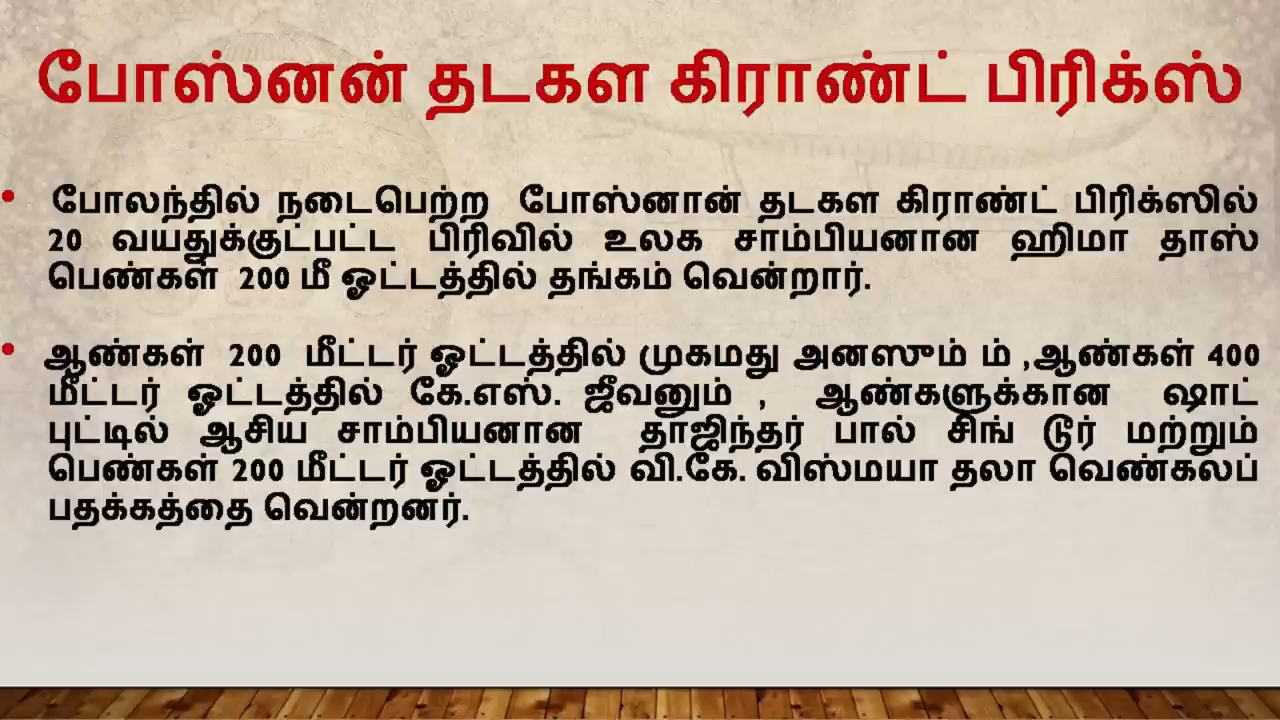 போஸ்னன் தடகள கிராண்ட் பிரிக்ஸ்
• போலந்தில் நடைபெற்ற போஸ்னான் தடகள கிராண்ட் பிரிக்ஸில்
20 வயதுக்குட்பட்ட பிரிவில் உலக சாம்பியனான ஹிமா தாஸ்
பெண்கள் 200 மீ ஓட்டத்தில் தங்கம் வென்றார்.
• ஆண்கள் 200 மீட்டர் ஓட்டத்தில் முகமது அனஸும் ம் ,ஆண்கள் 400
மீட்டர் ஓட்டத்தில் கே.எஸ். ஜீவனும் , ஆண்களுக்கான ஷாட்
புட்டில் ஆசிய சாம்பியனான தாஜிந்தர் பால் சிங் டூர் மற்றும்
பெண்கள் 200 மீட்டர் ஓட்டத்தில் வி.கே. விஸ்மயா தலா வெண்கலப்
பதக்கத்தை வென்றனர்.